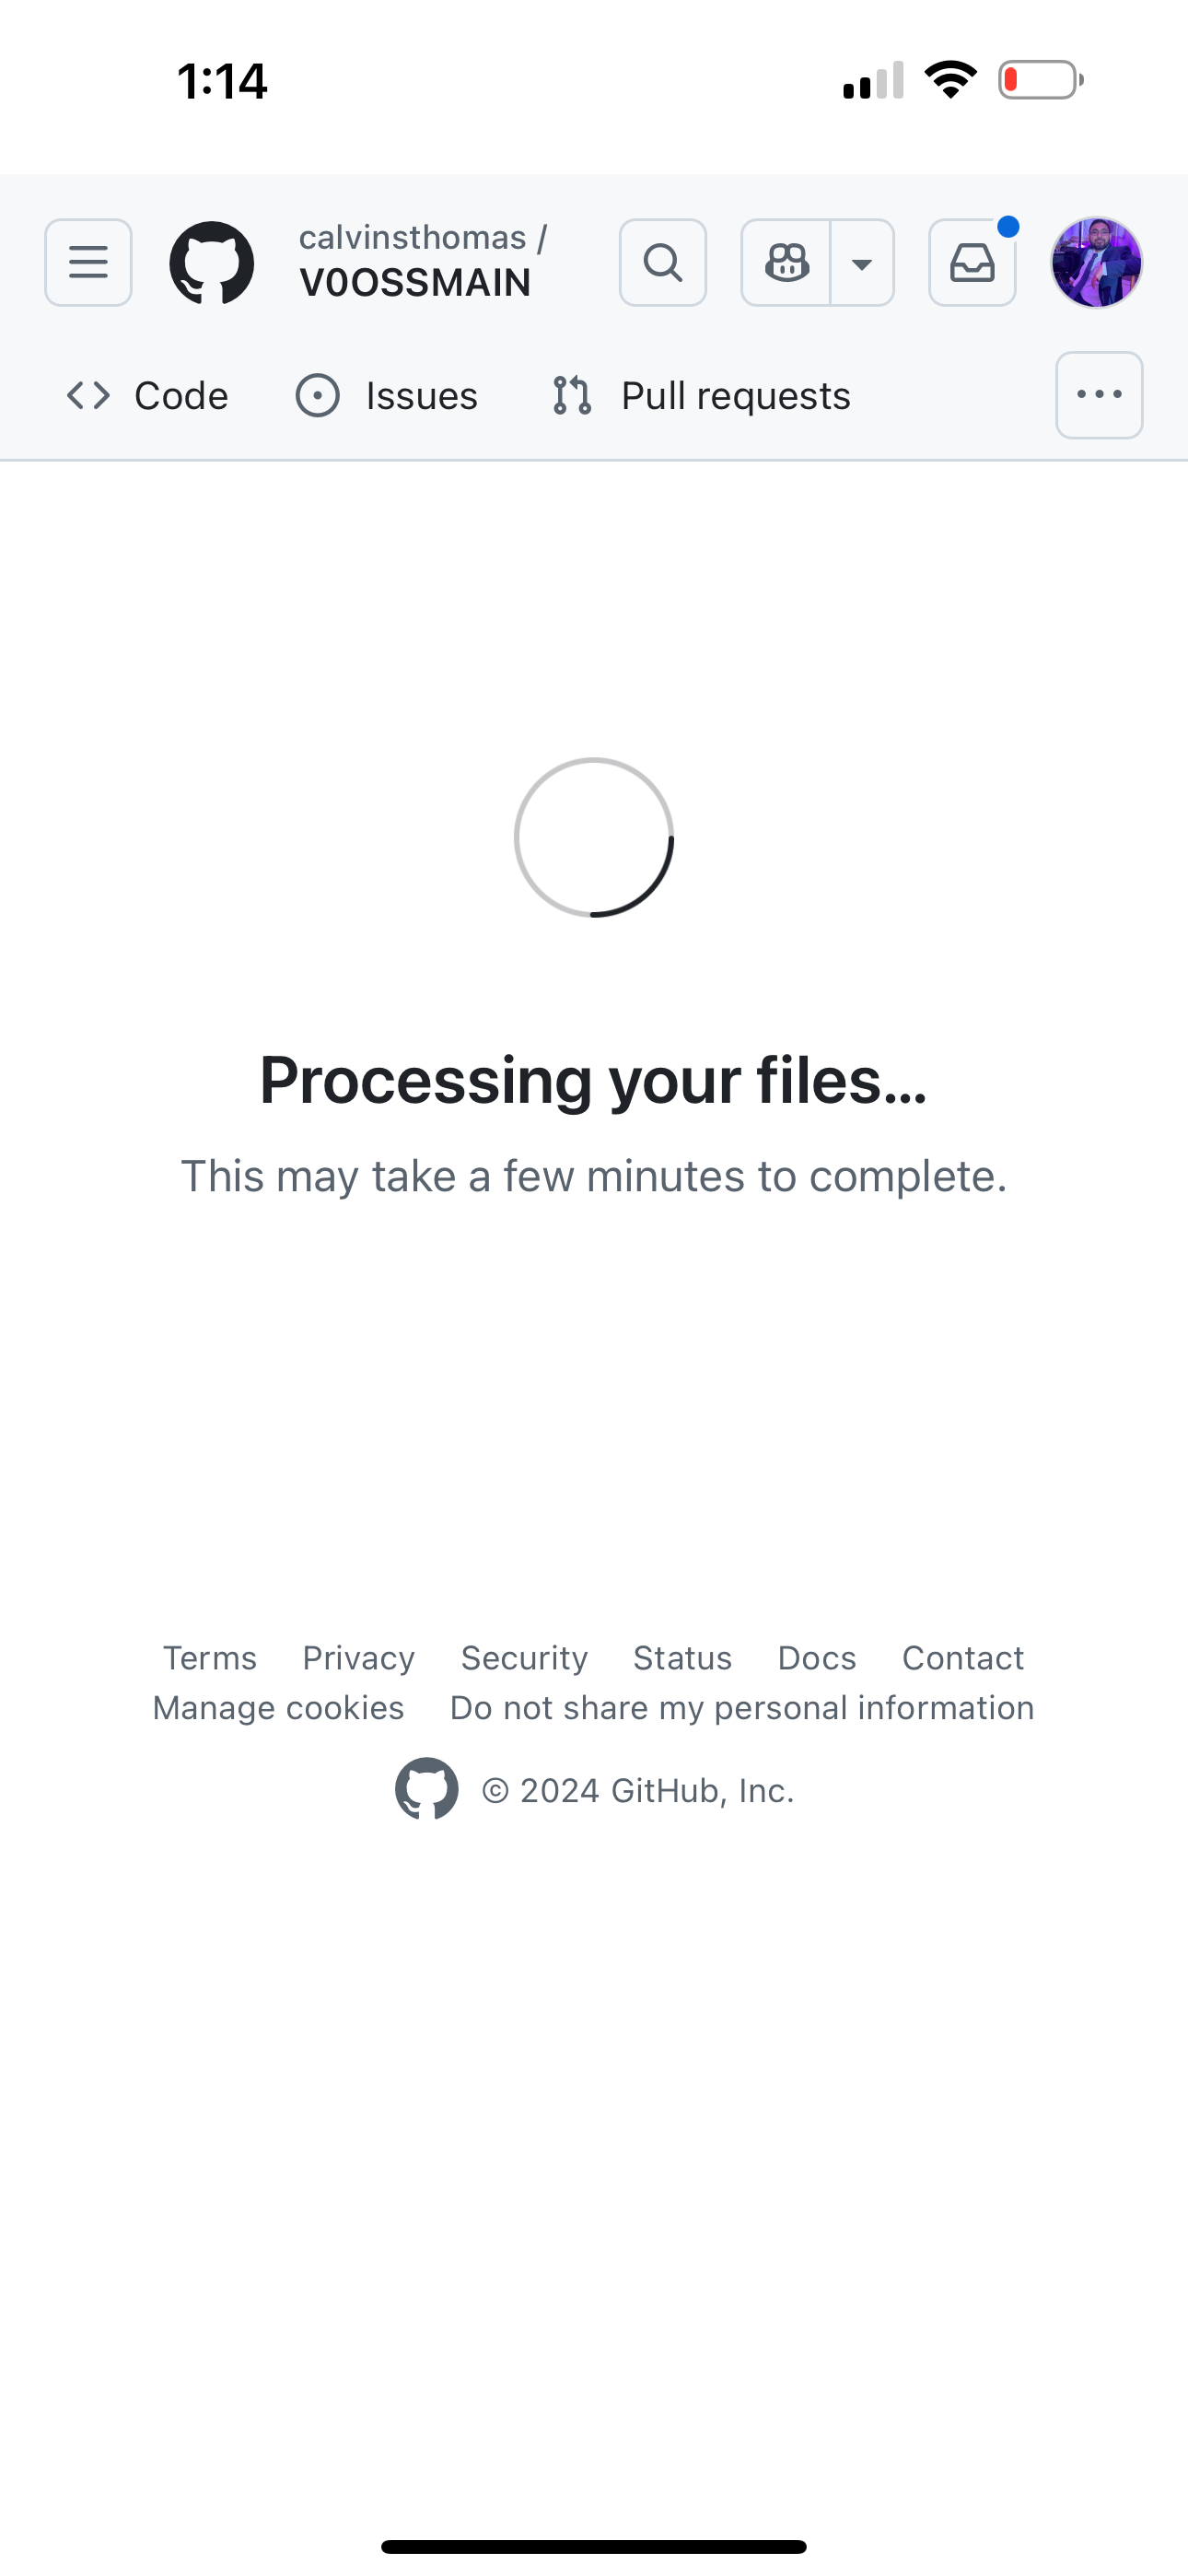 1:14
calvinsthomas /
V0OSSMAIN
Code Issues Pull requests
Processing your files...
This may take a few minutes to complete.
Terms Privacy Security Status Docs Contact
Manage cookies Do not share my personal information
© 2024 GitHub, Inc.